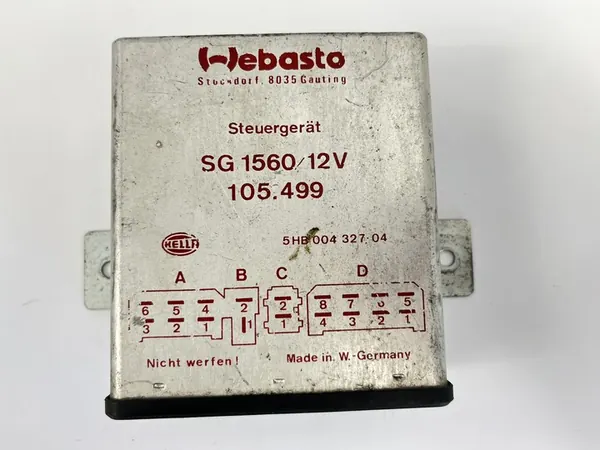 Webasto
Stockdorf, 8035 Gauting
Steuergerät
SG 1560/12V
105.499
HELLA
5HB 004 327-04
A B C D
6 5 4 2 2 8 7 6 5
3 2 1 1 1 4 3 2 1
Nicht werfen! Made in W.-Germany